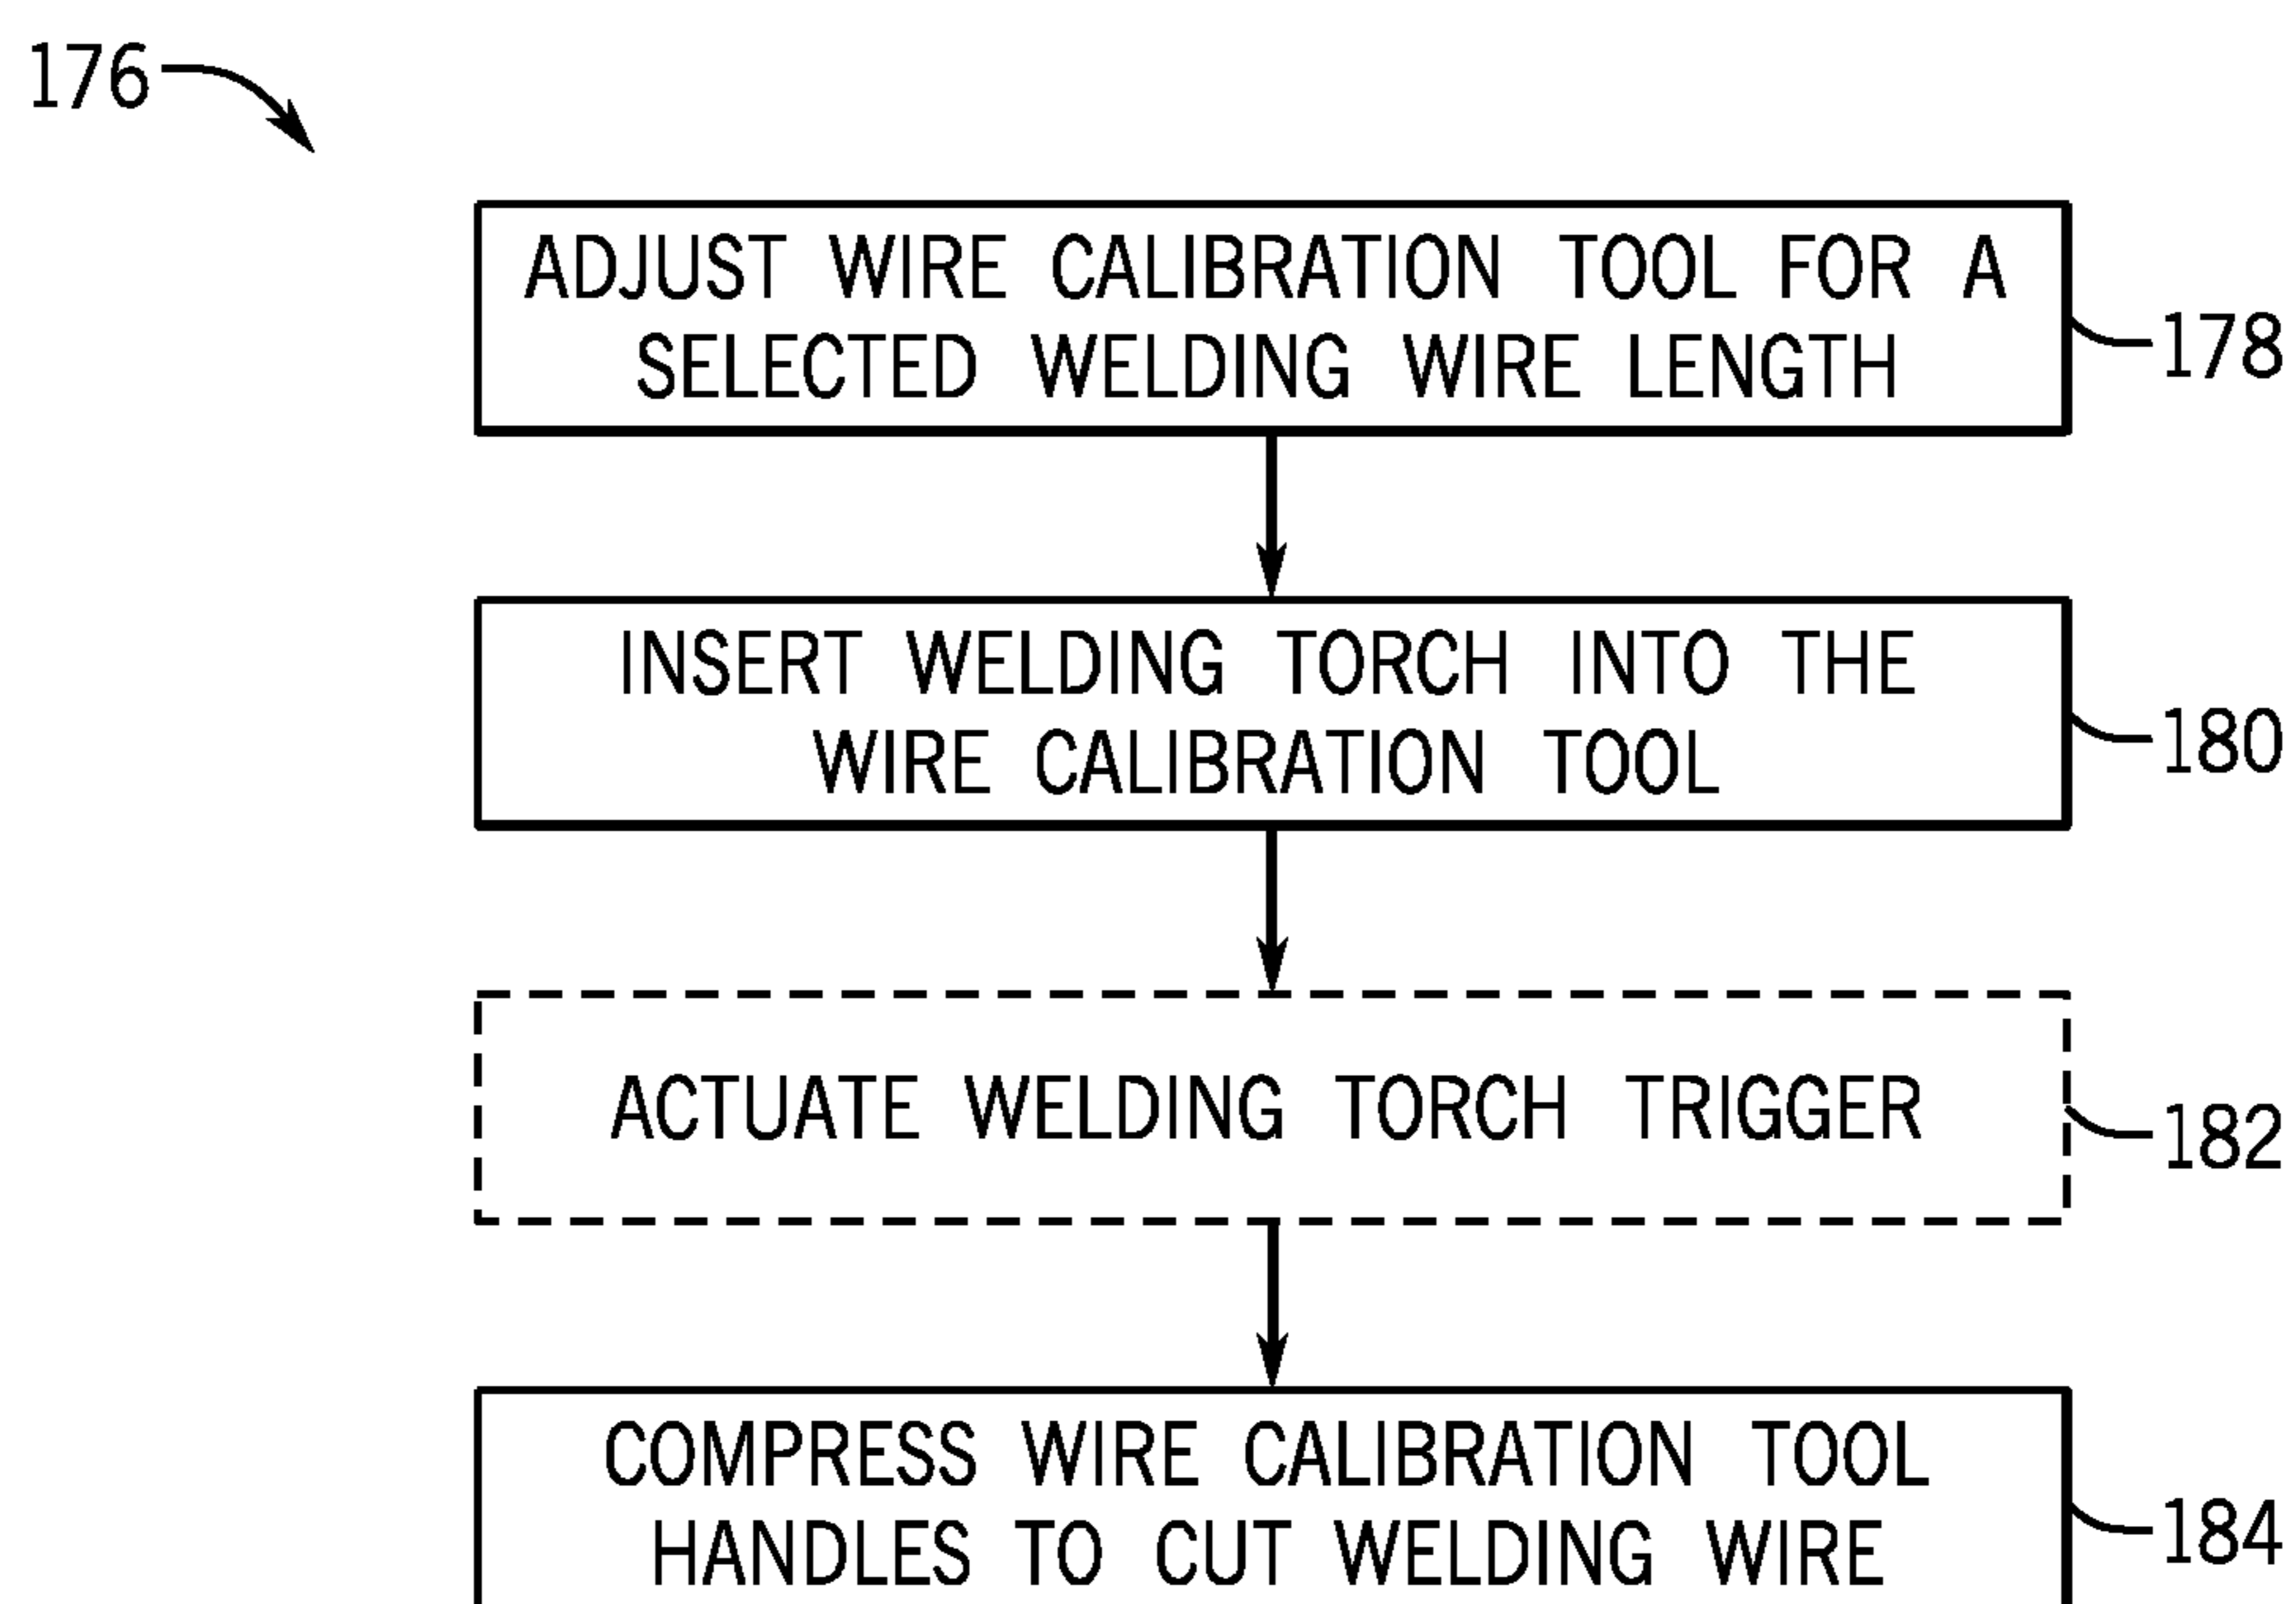 176
ADJUST WIRE CALIBRATION TOOL FOR A
SELECTED WELDING WIRE LENGTH
178
INSERT WELDING TORCH INTO THE
WIRE CALIBRATION TOOL
180
ACTUATE WELDING TORCH TRIGGER
182
COMPRESS WIRE CALIBRATION TOOL
HANDLES TO CUT WELDING WIRE
184